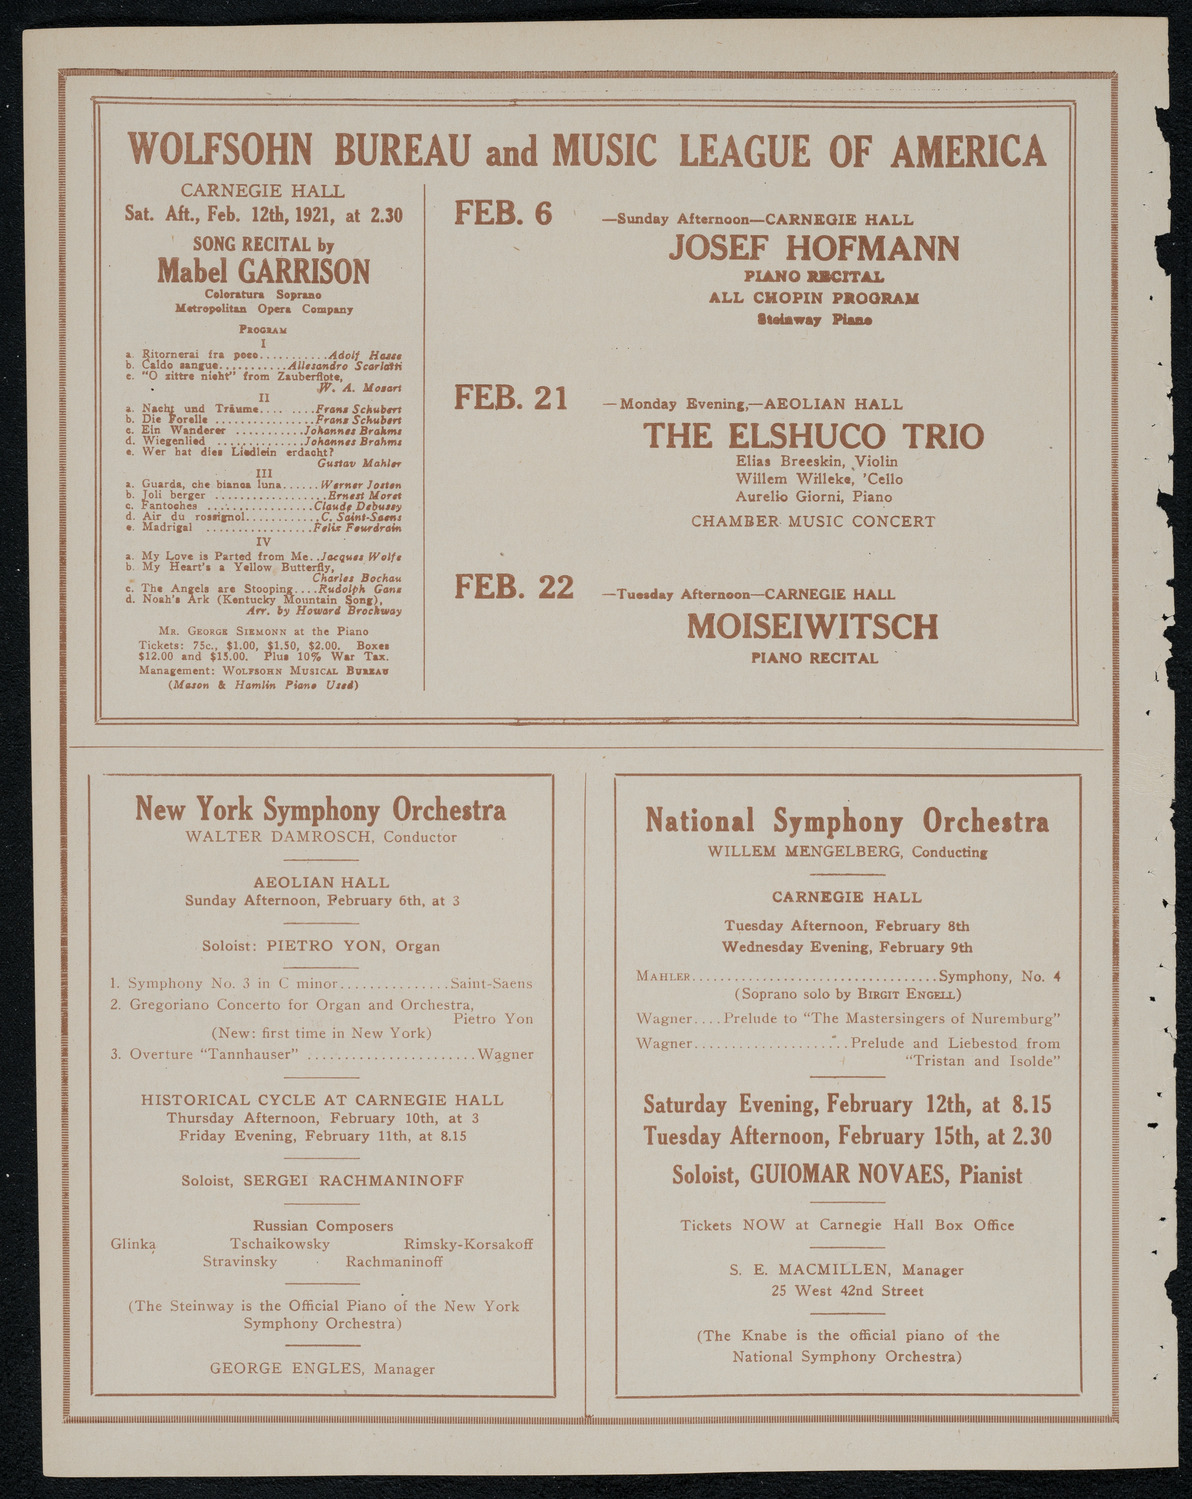 WOLFSOHN BUREAU and MUSIC LEAGUE OF AMERICA
CARNEGIE HALL
Sat. Aft., Feb. 12th, 1921, at 2.30
SONG RECITAL by
Mabel GARRISON
Coloratura Soprano
Metropolitan Opera Company
PROGRAM
I
a. Ritornerai fra poco...........Adolf Hasse
b. Caldo sangue...........Allesandro Scarlatti
c. "O zittre nicht" from Zauberflote,
W. A. Mozart
II
a. Nacht und Träume.... ....Franz Schubert
b. Die Forelle ................Franz Schubert
c. Ein Wanderer ...........Johannes Brahms
d. Wiegenlied ..............Johannes Brahms
e. Wer hat dies Liedlein erdacht?
Gustav Mahler
III
a. Guarda, che bianca luna......Werner Josten
b. Joli berger ..................Ernest Moret
c. Fantoches .................Claude Debussy
d. Air du rossignol............C. Saint-Saens
e. Madrigal .................Felix Fourdrain
IV
a. My Love is Parted from Me..Jacques Wolfe
b. My Heart's a Yellow Butterfly,
Charles Bochau
c. The Angels are Stooping....Rudolph Ganz
d. Noah's Ark (Kentucky Mountain Song),
Arr. by Howard Brockway
MR. GEORGE SIEMONN at the Piano
Tickets: 75c., $1.00, $1.50, $2.00. Boxes
$12.00 and $15.00. Plus 10% War Tax.
Management: WOLFSOHN MUSICAL BUREAU
(Mason & Hamlin Piano Used)
FEB. 6 —Sunday Afternoon—CARNEGIE HALL
JOSEF HOFMANN
PIANO RECITAL
ALL CHOPIN PROGRAM
Steinway Piano
FEB. 21 —Monday Evening,—AEOLIAN HALL
THE ELSHUCO TRIO
Elias Breeskin, Violin
Willem Willeke, 'Cello
Aurelio Giorni, Piano
CHAMBER MUSIC CONCERT
FEB. 22 —Tuesday Afternoon—CARNEGIE HALL
MOISEIWITSCH
PIANO RECITAL
New York Symphony Orchestra
WALTER DAMROSCH, Conductor
AEOLIAN HALL
Sunday Afternoon, February 6th, at 3
Soloist: PIETRO YON, Organ
1. Symphony No. 3 in C minor...............Saint-Saens
2. Gregoriano Concerto for Organ and Orchestra,
Pietro Yon
(New: first time in New York)
3. Overture "Tannhauser" ........................Wagner
HISTORICAL CYCLE AT CARNEGIE HALL
Thursday Afternoon, February 10th, at 3
Friday Evening, February 11th, at 8.15
Soloist, SERGEI RACHMANINOFF
Russian Composers
Glinka Tschaikowsky Rimsky-Korsakoff
Stravinsky Rachmaninoff
(The Steinway is the Official Piano of the New York
Symphony Orchestra)
GEORGE ENGLES, Manager
National Symphony Orchestra
WILLEM MENGELBERG, Conducting
CARNEGIE HALL
Tuesday Afternoon, February 8th
Wednesday Evening, February 9th
MAHLER...................................Symphony, No. 4
(Soprano solo by BIRGIT ENGELL)
Wagner....Prelude to "The Mastersingers of Nuremburg"
Wagner......................Prelude and Liebestod from
"Tristan and Isolde"
Saturday Evening, February 12th, at 8.15
Tuesday Afternoon, February 15th, at 2.30
Soloist, GUIOMAR NOVAES, Pianist
Tickets NOW at Carnegie Hall Box Office
S. E. MACMILLEN, Manager
25 West 42nd Street
(The Knabe is the official piano of the
National Symphony Orchestra)